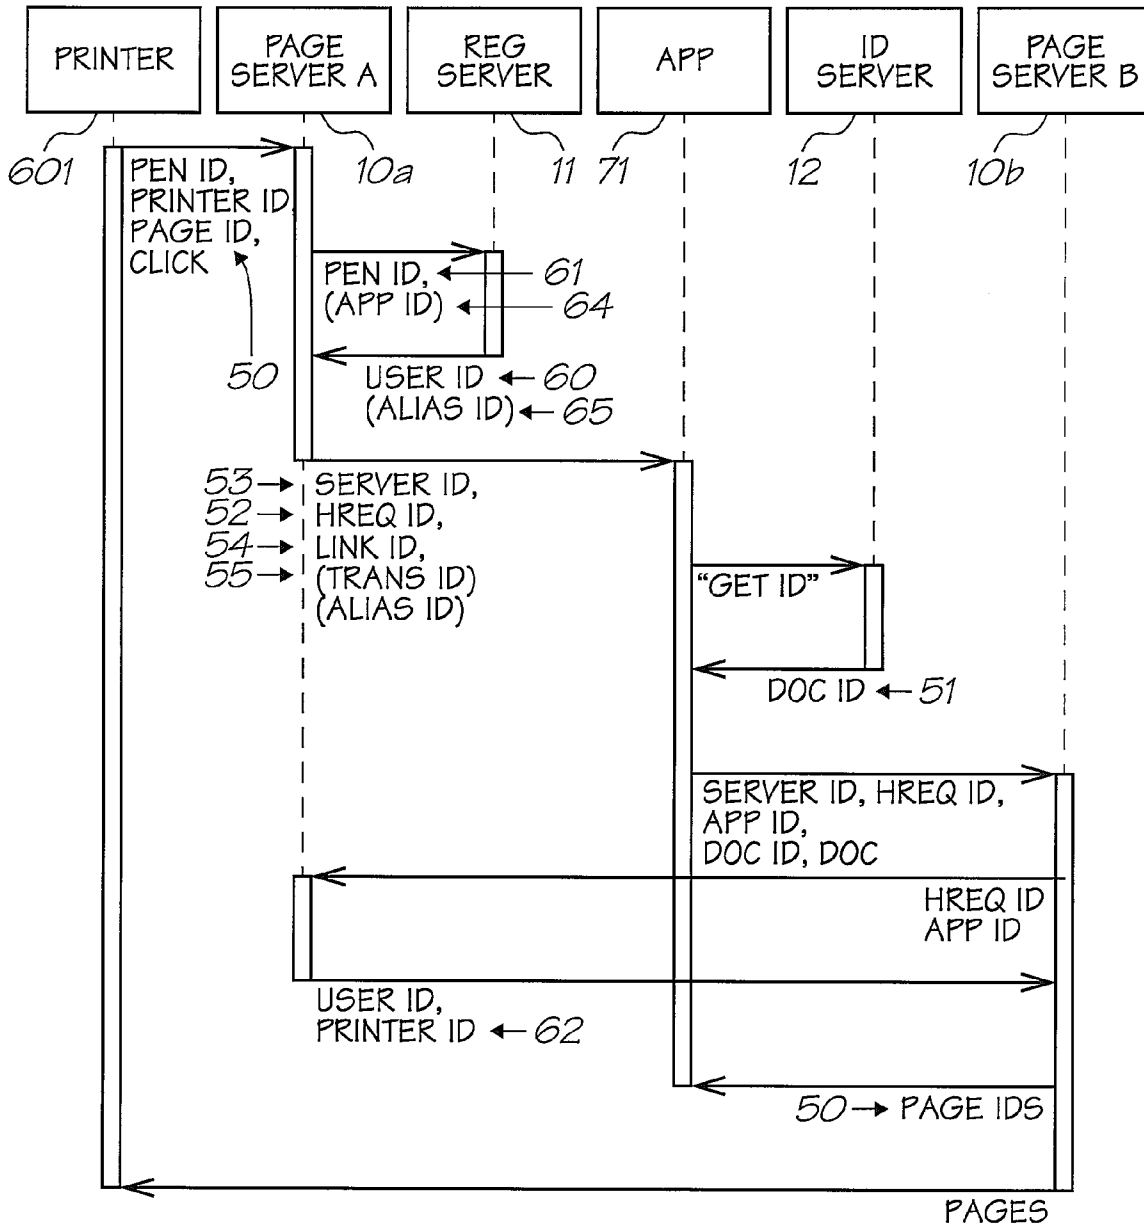 PRINTER
PAGE
SERVER A
REG
SERVER
APP
ID
SERVER
PAGE
SERVER B
601
10a
11
71
12
10b
PEN ID,
PRINTER ID
PAGE ID,
CLICK
50
PEN ID,
61
(APP ID)
64
USER ID
60
(ALIAS ID)
65
53
SERVER ID,
52
HREQ ID,
54
LINK ID,
55
(TRANS ID)
(ALIAS ID)
"GET ID"
DOC ID
51
SERVER ID, HREQ ID,
APP ID,
DOC ID, DOC
HREQ ID
APP ID
USER ID,
PRINTER ID
62
50
PAGE IDS
PAGES